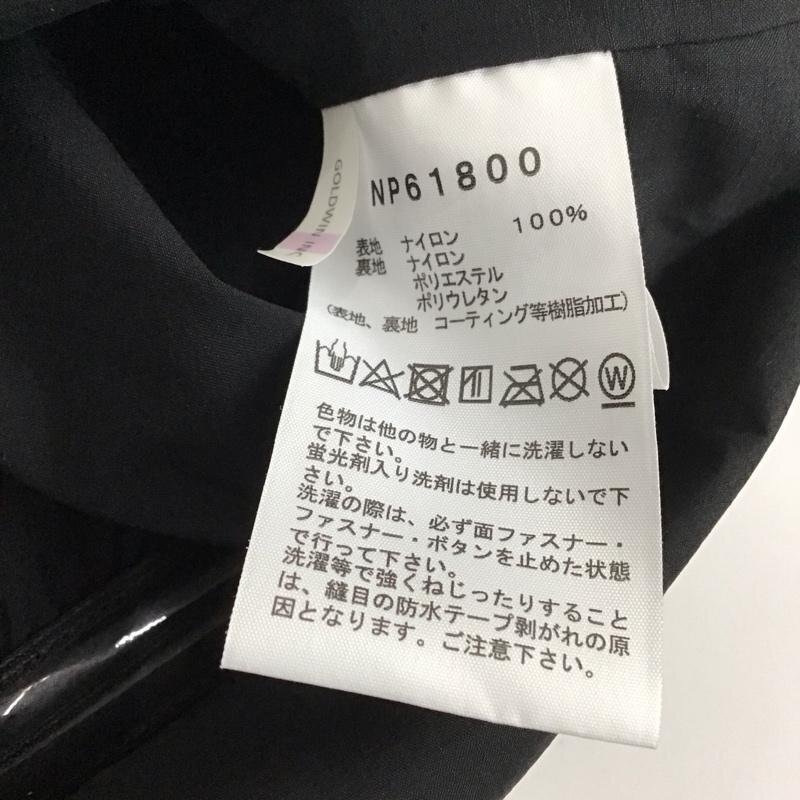 GOLDWIN INC
NP61800
表地 ナイロン 100%
裏地 ナイロン
ポリエステル
ポリウレタン
(表地、裏地 コーティング等樹脂加工)
W
色物は他の物と一緒に洗濯しない
で下さい。
蛍光剤入り洗剤は使用しないで下
さい。
洗濯の際は、必ず面ファスナー・
ファスナー・ボタンを止めた状態
で行って下さい。
洗濯等で強くねじったりすること
は、縫目の防水テープ剥がれの原
因となります。ご注意下さい。